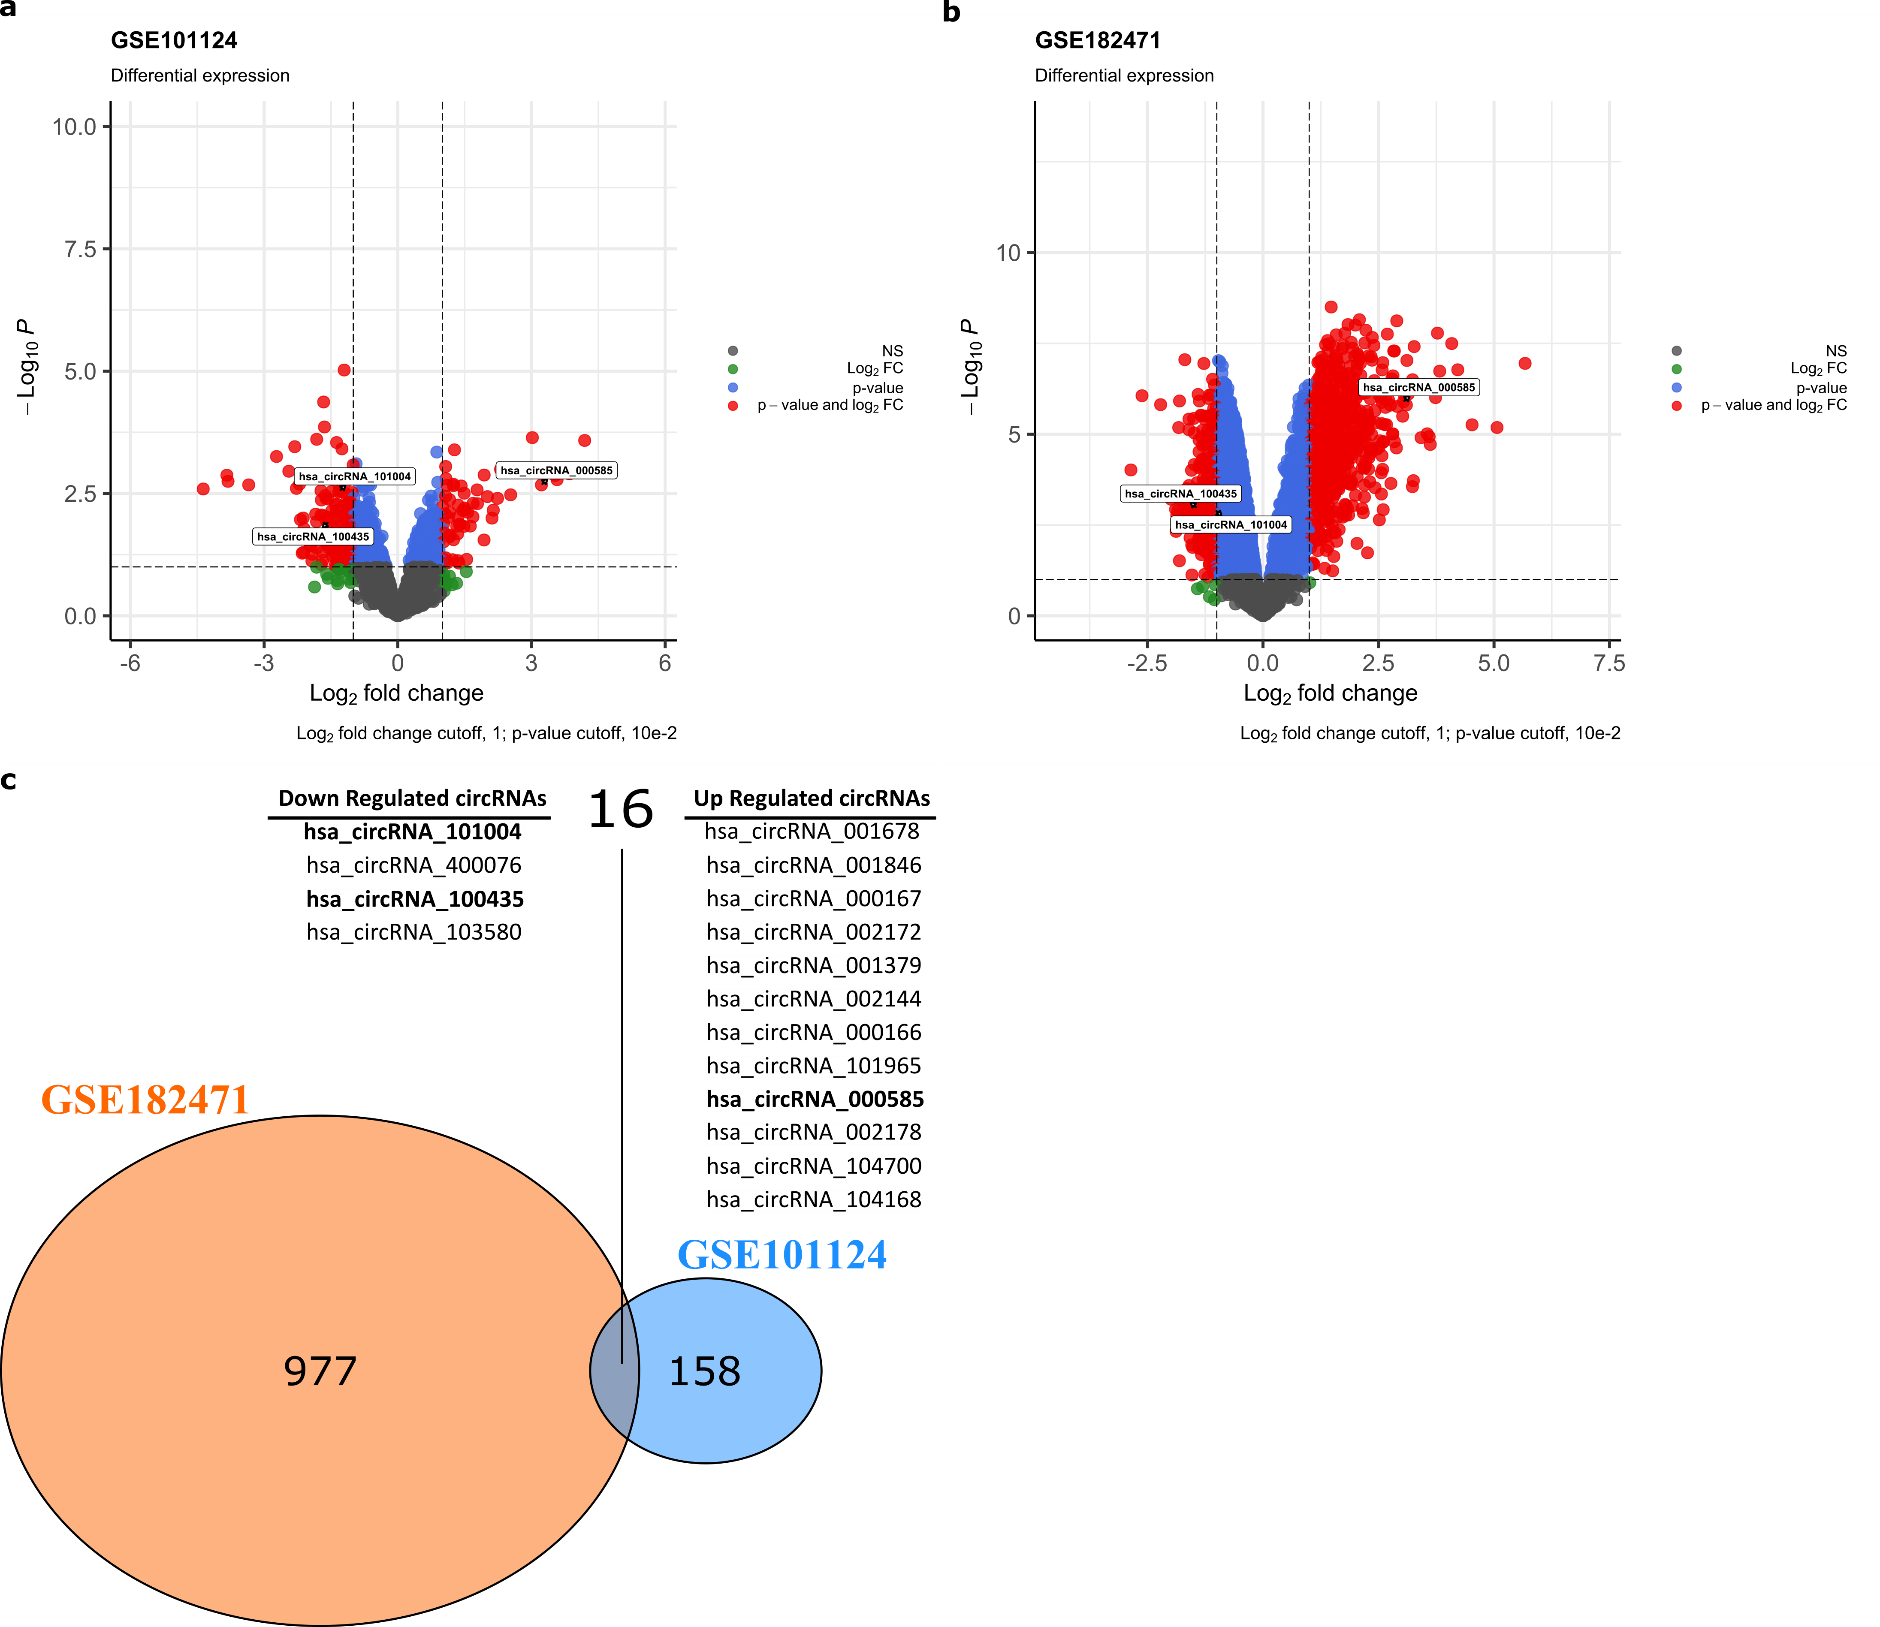 a
GSE101124
Differential expression
10.0
7.5
5.0
2.5
0.0
− Log10 P
hsa_circRNA_101004
hsa_circRNA_000585
hsa_circRNA_100435
-6 -3 0 3 6
Log2 fold change
Log2 fold change cutoff, 1; p-value cutoff, 10e-2
NS
Log2 FC
p-value
p – value and log2 FC
b
GSE182471
Differential expression
10
5
0
− Log10 P
hsa_circRNA_000585
hsa_circRNA_100435
hsa_circRNA_101004
-2.5 0.0 2.5 5.0 7.5
Log2 fold change
Log2 fold change cutoff, 1; p-value cutoff, 10e-2
NS
Log2 FC
p-value
p – value and log2 FC
c
Down Regulated circRNAs
hsa_circRNA_101004
hsa_circRNA_400076
hsa_circRNA_100435
hsa_circRNA_103580
16
Up Regulated circRNAs
hsa_circRNA_001678
hsa_circRNA_001846
hsa_circRNA_000167
hsa_circRNA_002172
hsa_circRNA_001379
hsa_circRNA_002144
hsa_circRNA_000166
hsa_circRNA_101965
hsa_circRNA_000585
hsa_circRNA_002178
hsa_circRNA_104700
hsa_circRNA_104168
GSE182471
GSE101124
977
158